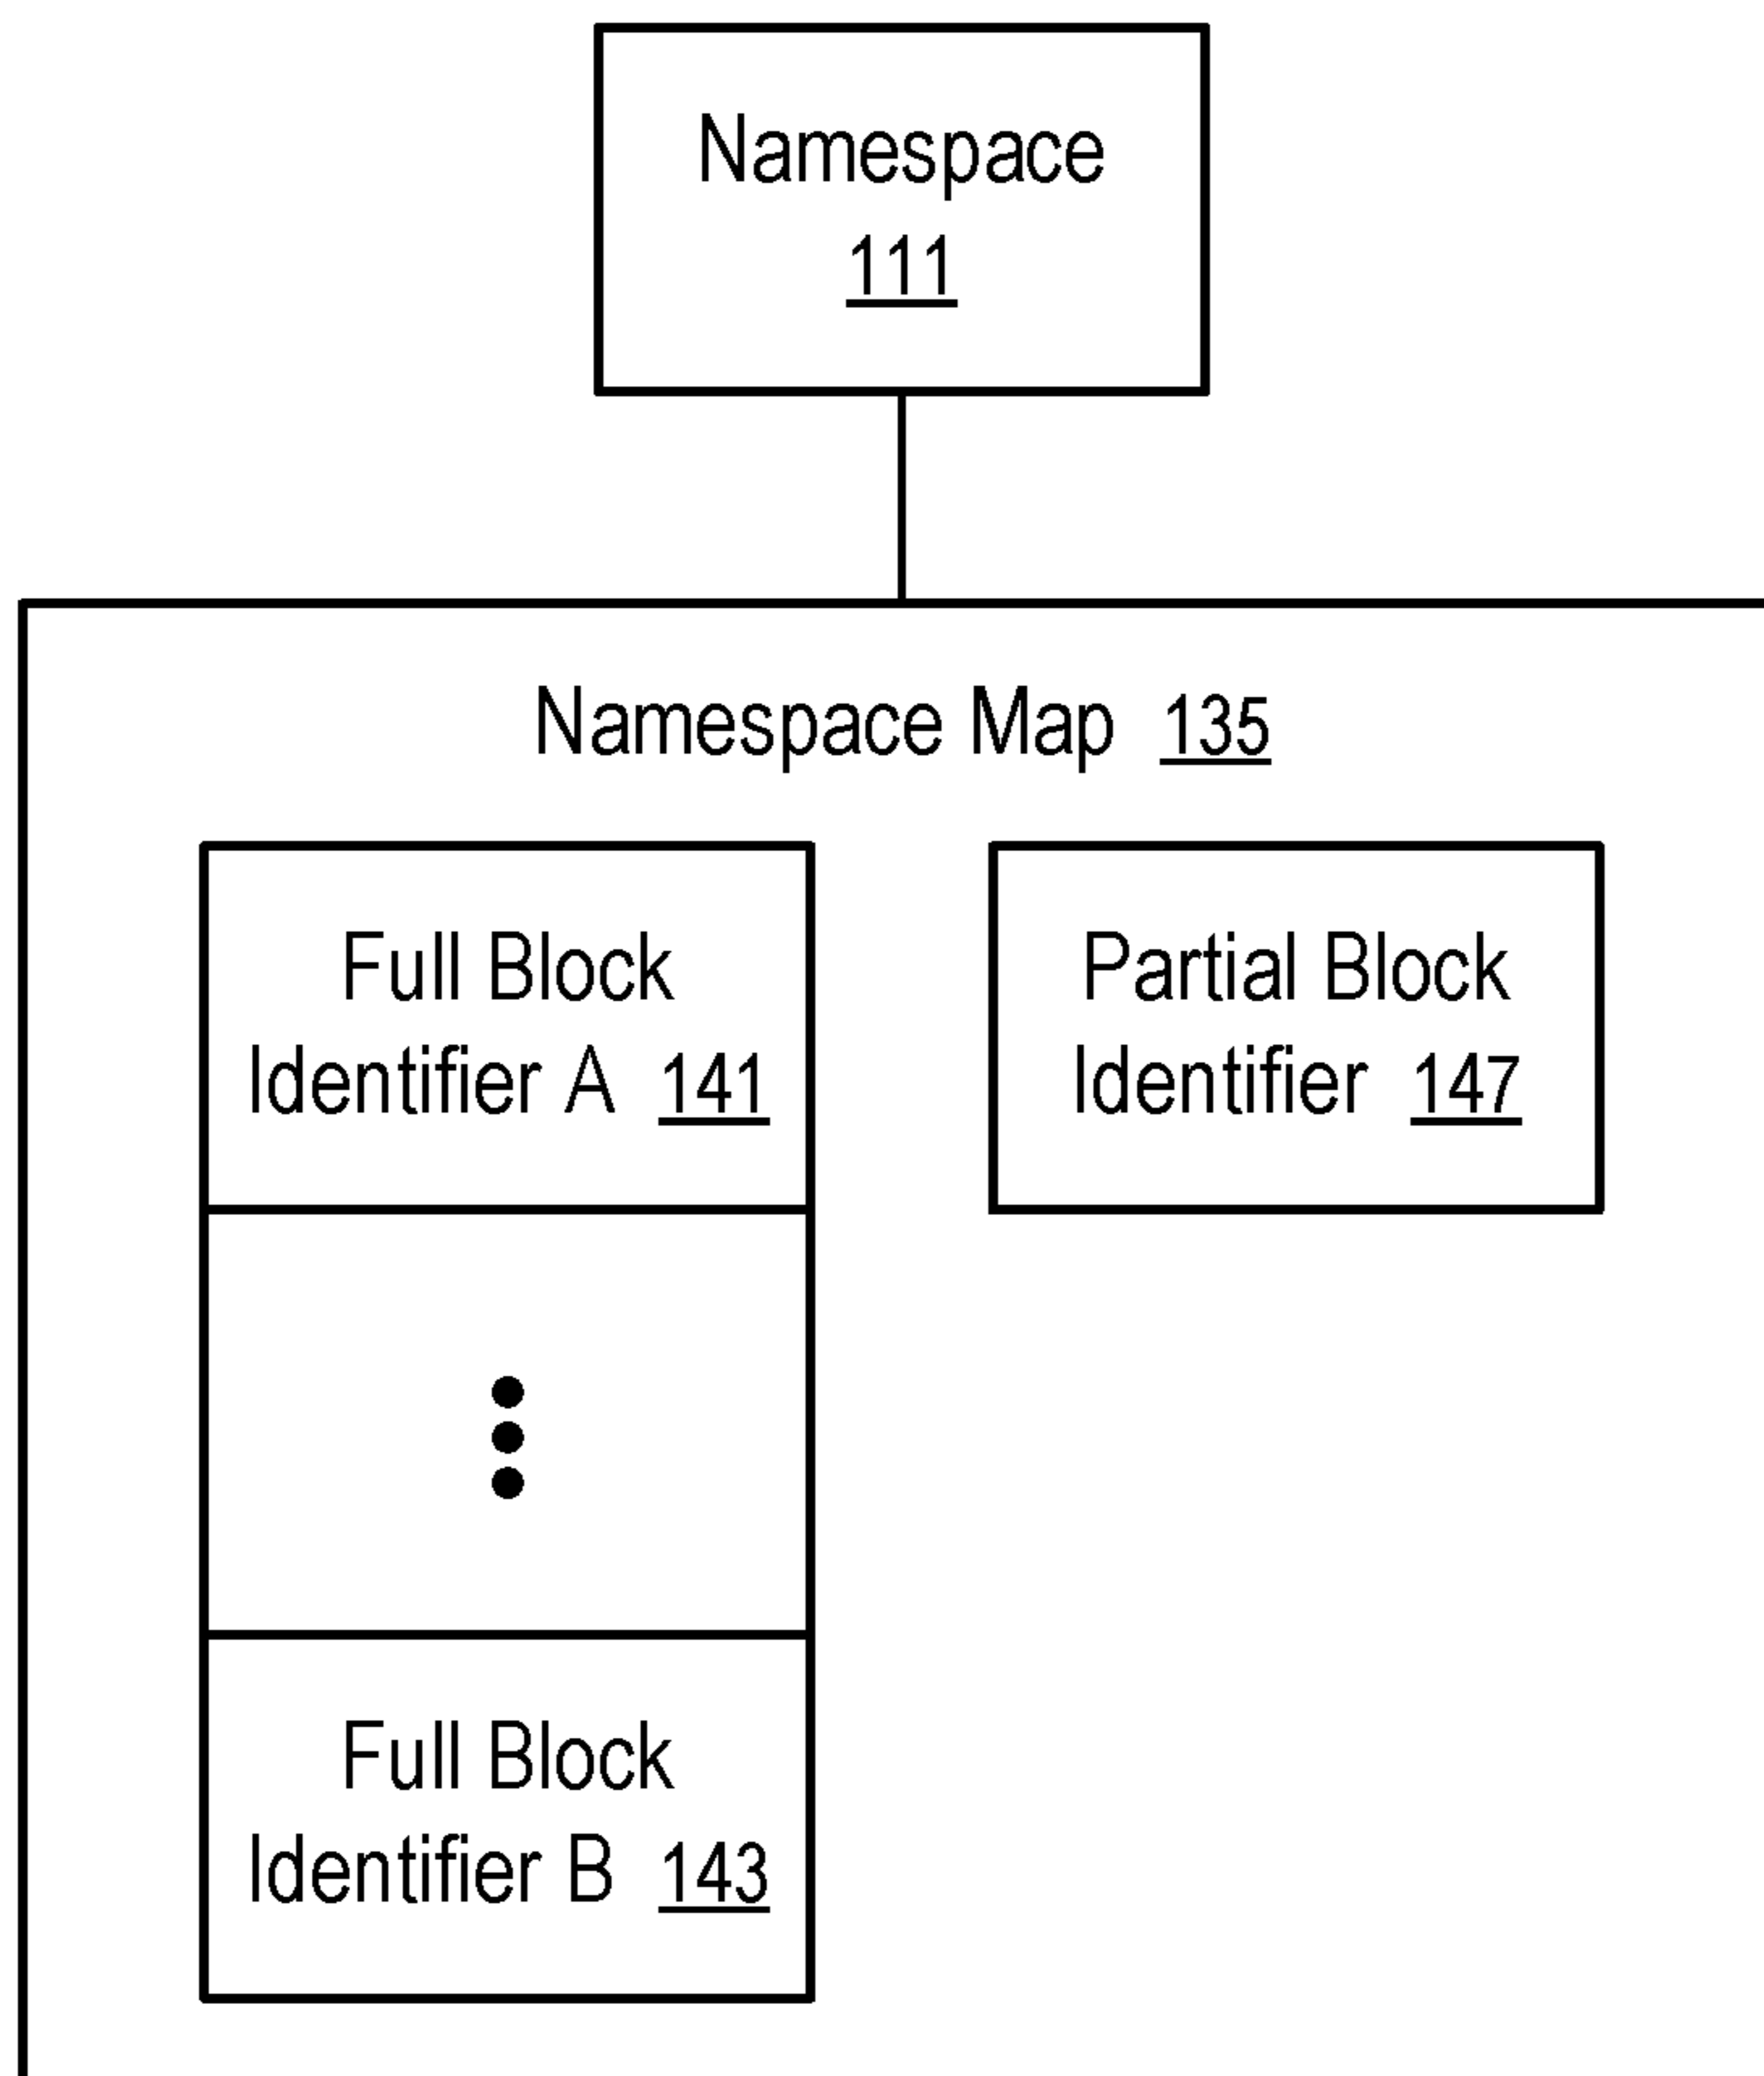 Namespace
111
Namespace Map 135
Full Block
Identifier A 141
Partial Block
Identifier 147
Full Block
Identifier B 143